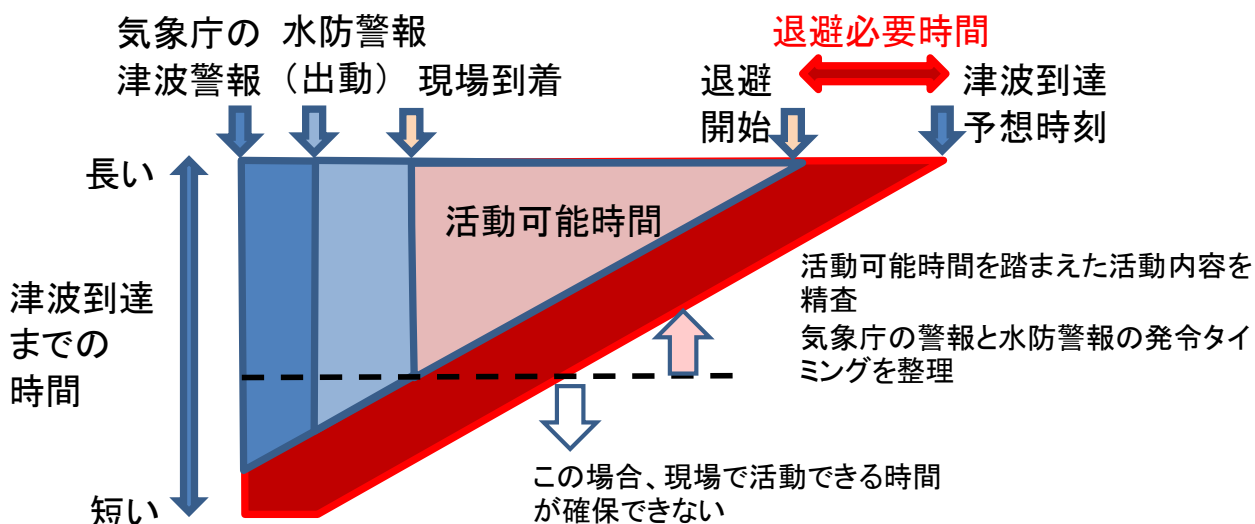 退避必要時間
気象庁の
津波警報
水防警報
（出動）
現場到着
退避
開始
津波到達
予想時刻
長い
津波到達
までの
時間
短い
活動可能時間
活動可能時間を踏まえた活動内容を
精査
気象庁の警報と水防警報の発令タイ
ミングを整理
この場合、現場で活動できる時間
が確保できない